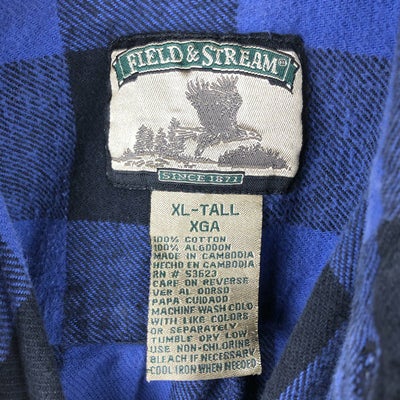 FIELD & STREAM®
SINCE 1871
XL-TALL
XGA
100% COTTON
100% ALGODON
MADE IN CAMBODIA
HECHO EN CAMBODIA
RN # 53623
CARE ON REVERSE
VER AL DORSO
PAPA CUIDADO
MACHINE WASH COLD
WITH LIKE COLORS
OR SEPARATELY
TUMBLE DRY LOW
USE NON-CHLORINE
BLEACH IF NECESSARY
COOL IRON WHEN NEEDED